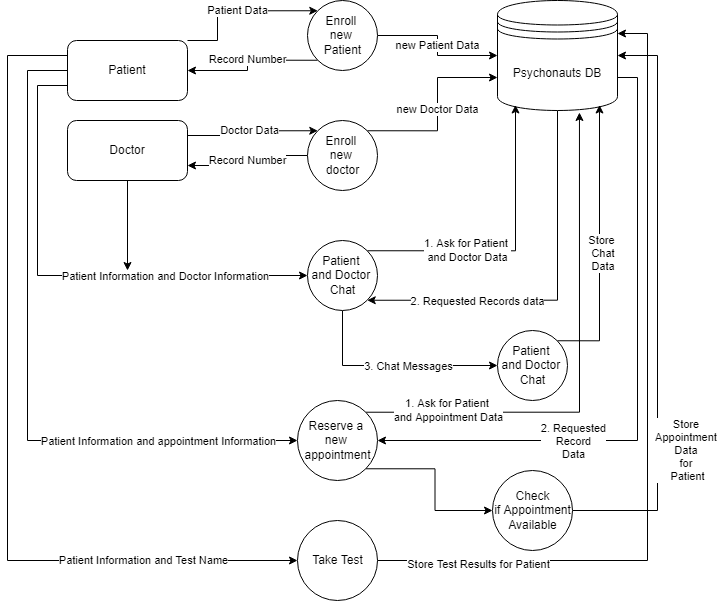 Patient Data
Enroll
new
Patient
new Patient Data
Psychonauts DB
Patient
Record Number
new Doctor Data
Doctor
Doctor Data
Record Number
Enroll
new
doctor
1. Ask for Patient
and Doctor Data
Store
Chat
Data
Patient Information and Doctor Information
Patient
and Doctor
Chat
2. Requested Records data
3. Chat Messages
Patient
and Doctor
Chat
1. Ask for Patient
and Appointment Data
Patient Information and appointment Information
Reserve a
new
appointment
2. Requested
Record
Data
Store
Appointment
Data
for
Patient
Check
if Appointment
Available
Patient Information and Test Name
Take Test
Store Test Results for Patient